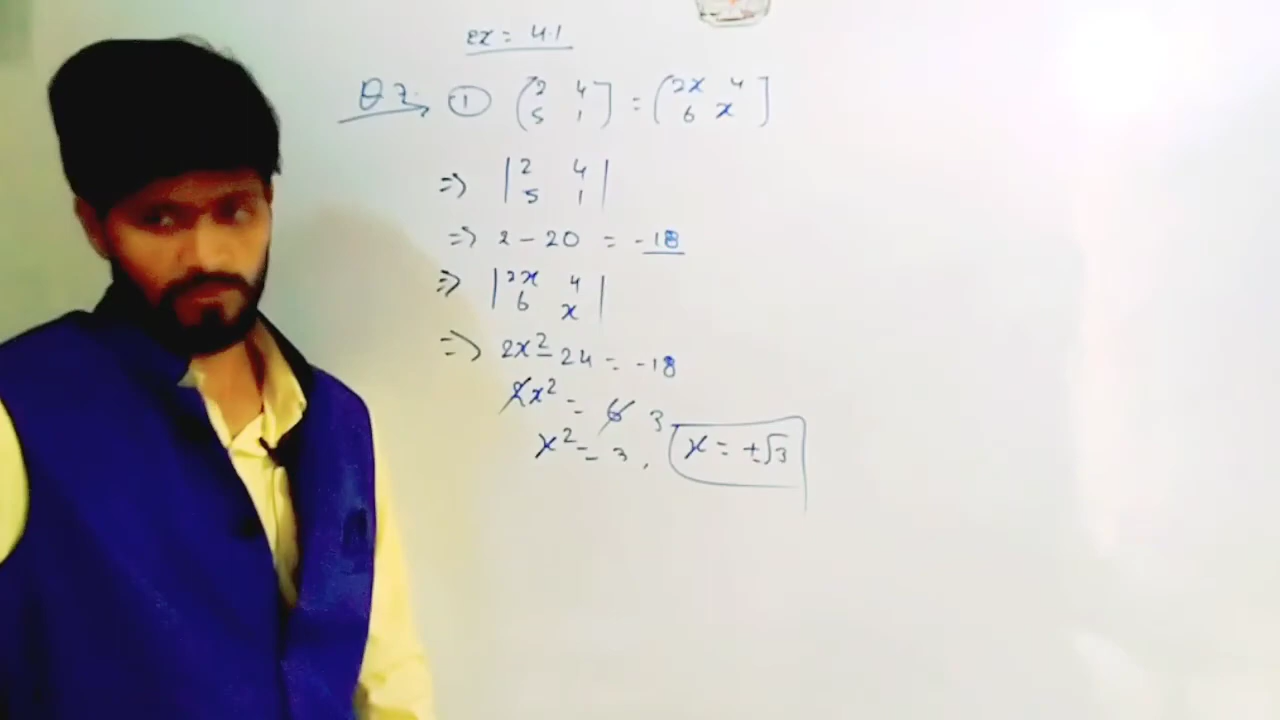 ex = 4.1
Q 7. → ① [2 4 5 1] = [2x 4 6 x]
=> |2 4 5 1|
=> 2 - 20 = -18
=> |2x 4 6 x|
=> 2x² - 24 = -18
2x² = 6 3
x² = 3, x = ±√3